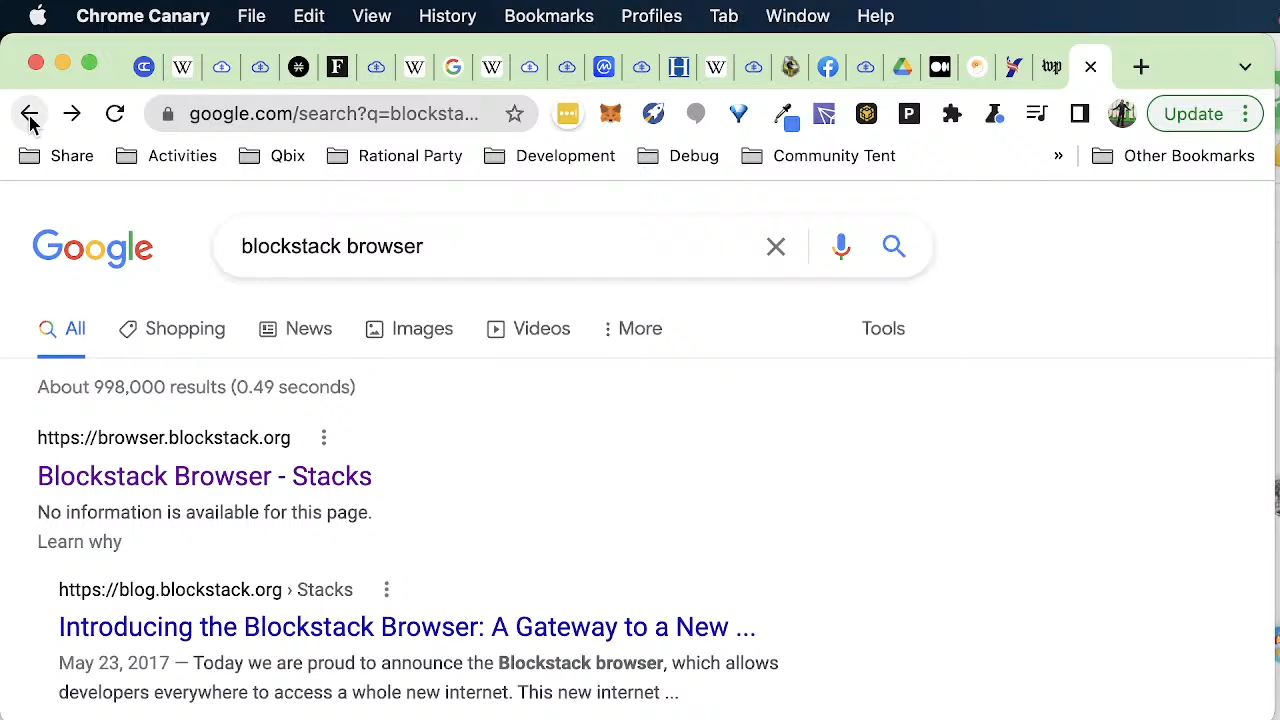 Chrome Canary File Edit View History Bookmarks Profiles Tab Window Help
google.com/search?q=blocksta... Update
Share Activities Qbix Rational Party Development Debug Community Tent » Other Bookmarks
Google blockstack browser
All Shopping News Images Videos More Tools
About 998,000 results (0.49 seconds)
https://browser.blockstack.org
Blockstack Browser - Stacks
No information is available for this page.
Learn why
https://blog.blockstack.org › Stacks
Introducing the Blockstack Browser: A Gateway to a New ...
May 23, 2017 — Today we are proud to announce the Blockstack browser, which allows
developers everywhere to access a whole new internet. This new internet ...